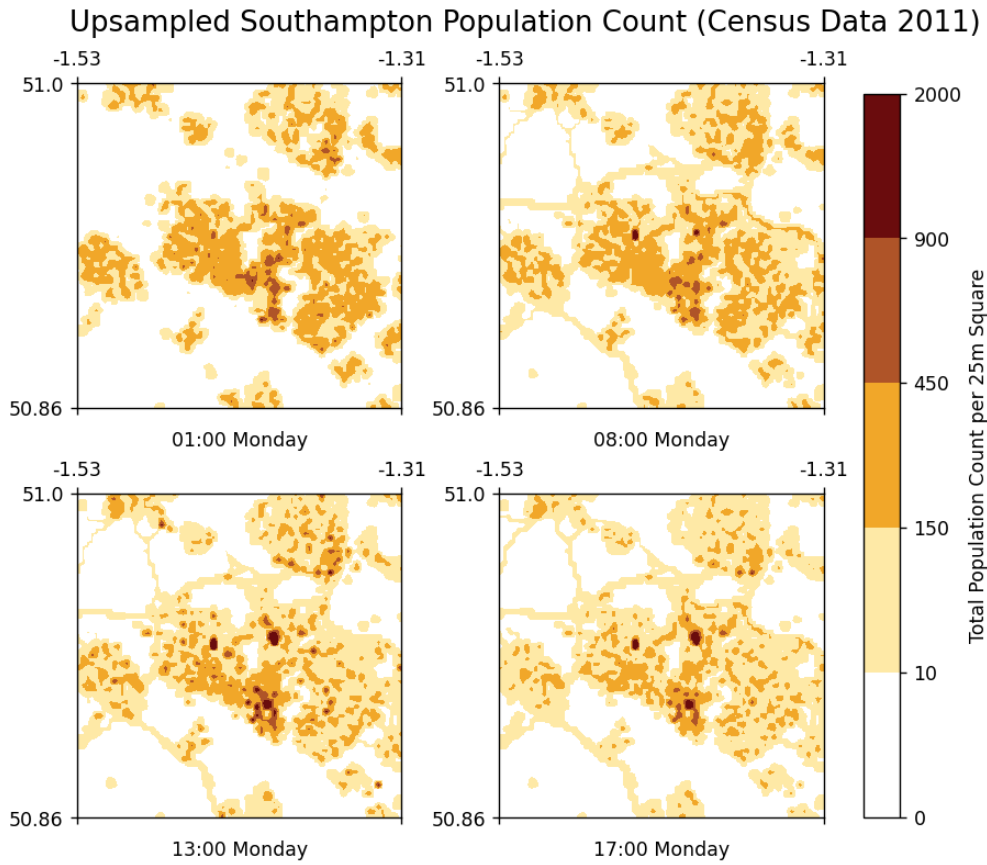 Upsampled Southampton Population Count (Census Data 2011)
-1.53 -1.31 -1.53 -1.31
51.0 51.0
50.86 50.86
01:00 Monday 08:00 Monday
-1.53 -1.31 -1.53 -1.31
51.0 51.0
50.86 50.86
13:00 Monday 17:00 Monday
2000
900
450
150
10
0
Total Population Count per 25m Square